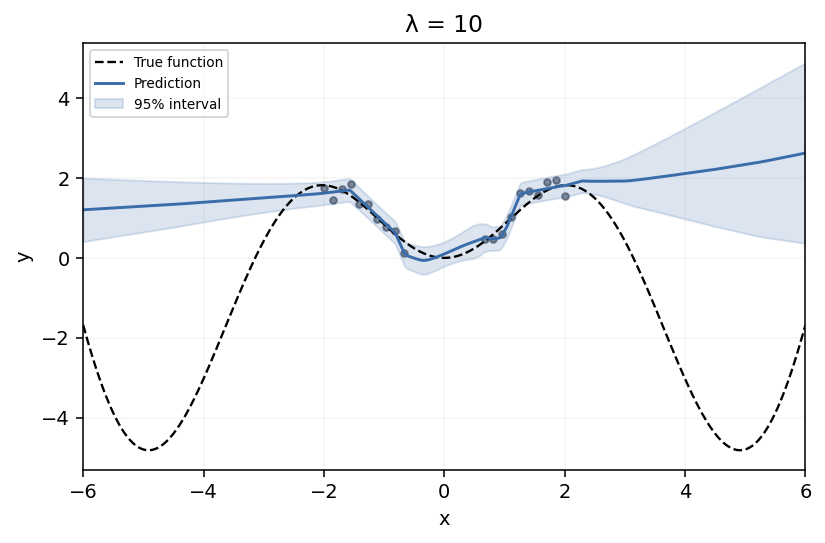 λ = 10
True function
Prediction
95% interval
y
4
2
0
−2
−4
−6 −4 −2 0 2 4 6
x